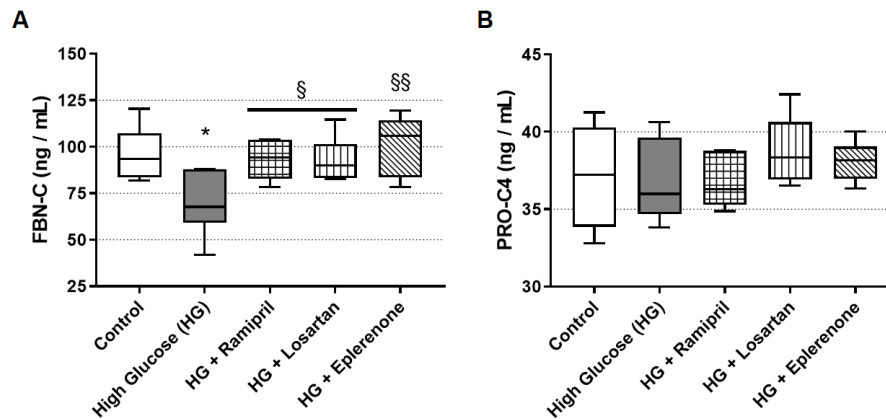 A
B
FBN-C (ng / mL)
150
125
100
75
50
25
*
§
§§
Control
High Glucose (HG)
HG + Ramipril
HG + Losartan
HG + Eplerenone
PRO-C4 (ng / mL)
45
40
35
30
Control
High Glucose (HG)
HG + Ramipril
HG + Losartan
HG + Eplerenone